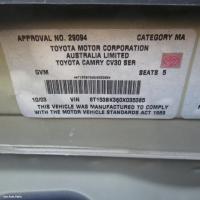 APPROVAL NO. 29094 CATEGORY MA
TOYOTA MOTOR CORPORATION
AUSTRALIA LIMITED
TOYOTA CAMRY CV30 SER
GVM SEATS 5
10/03 VIN
THIS VEHICLE WAS MANUFACTURED TO COMPLY
WITH THE MOTOR VEHICLE STANDARDS ACT 1989